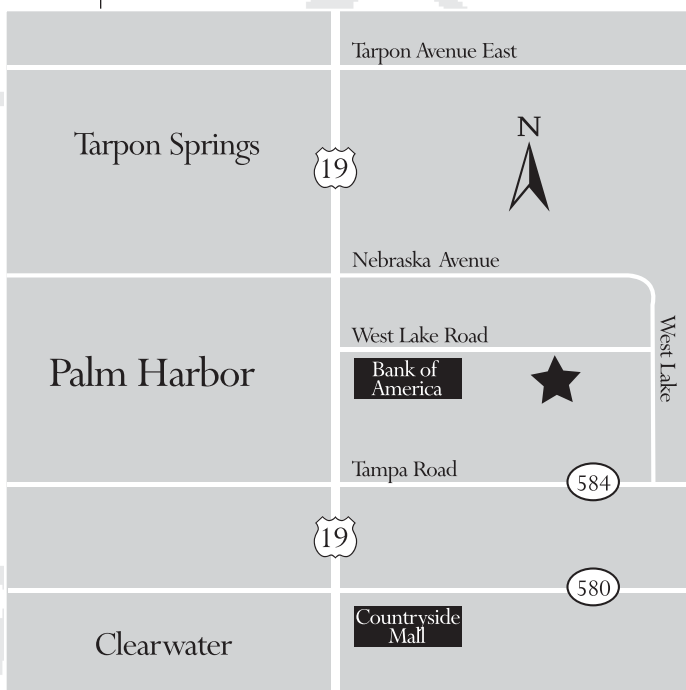 Tarpon Avenue East
N
Tarpon Springs
19
Nebraska Avenue
West Lake Road
West Lake
Palm Harbor
Bank of
America
Tampa Road
584
19
580
Countryside
Mall
Clearwater